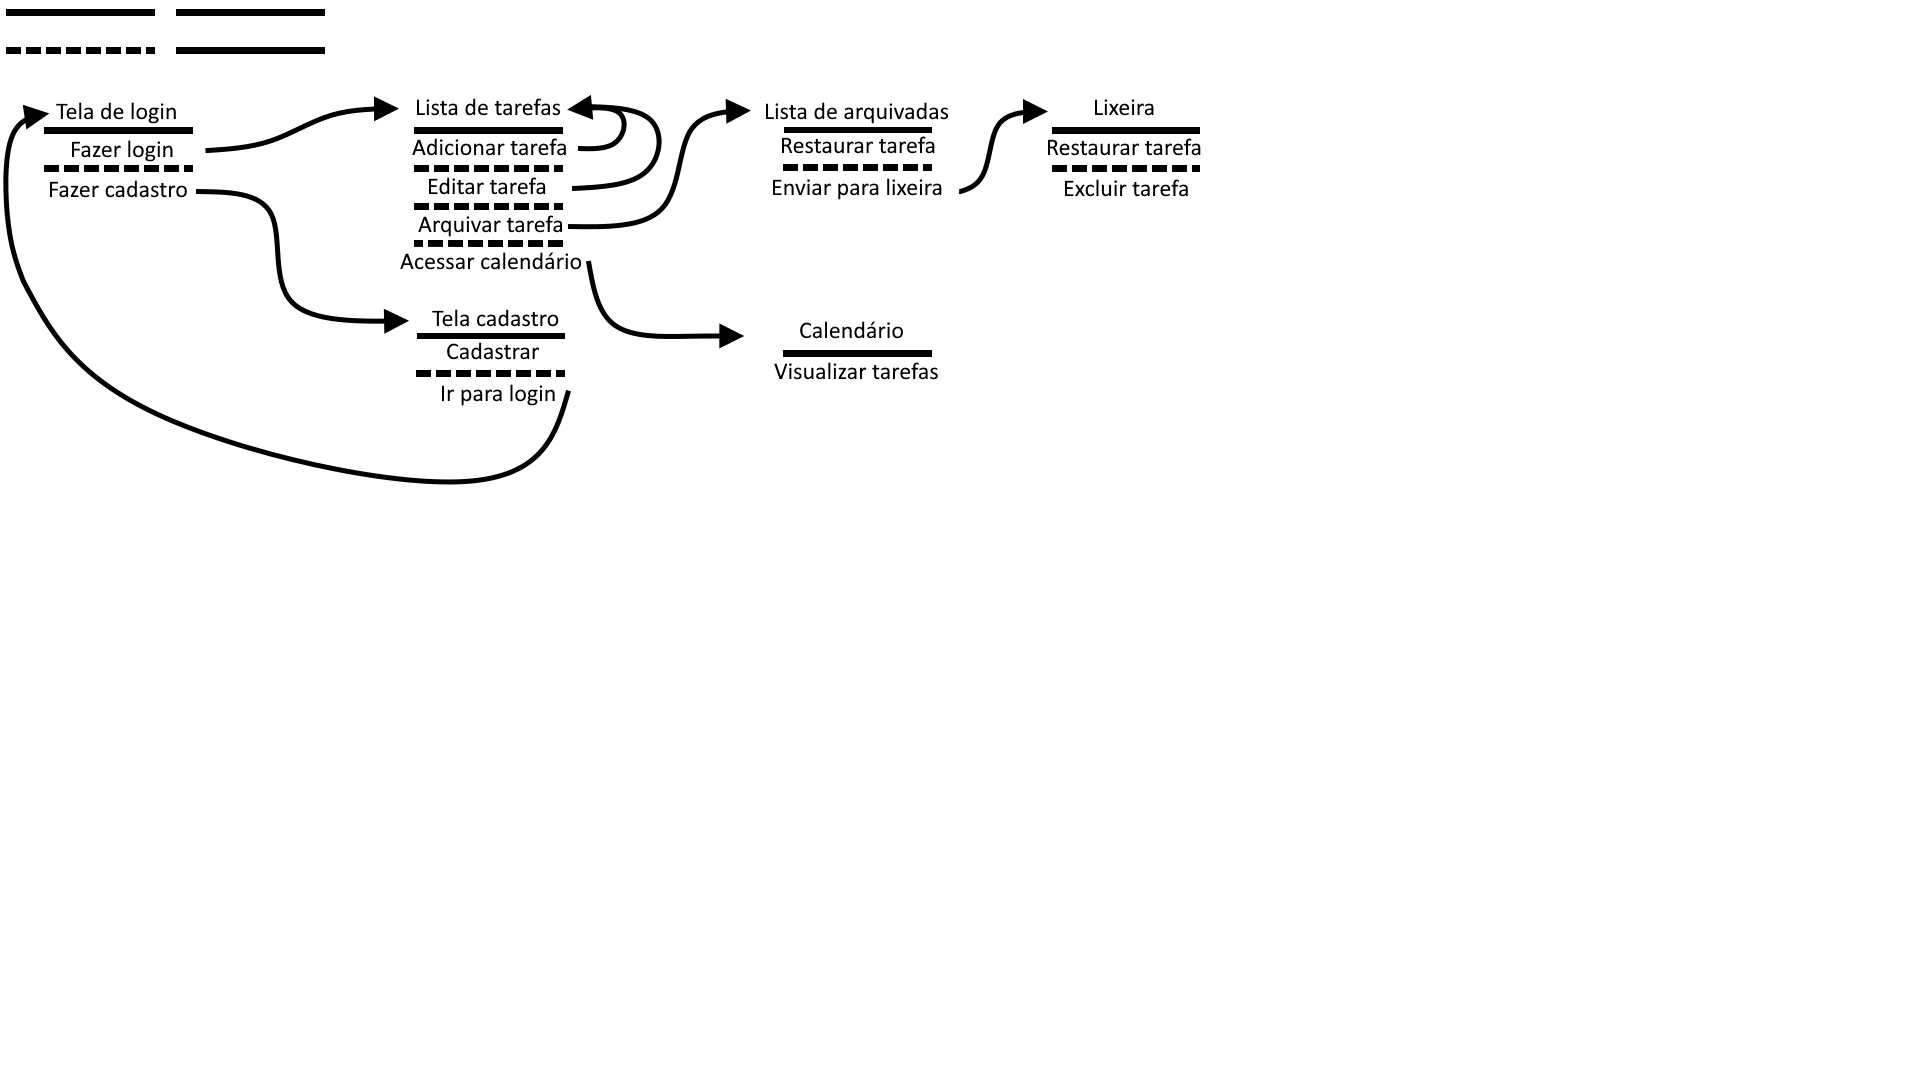 Tela de login
Fazer login
Fazer cadastro
Lista de tarefas
Adicionar tarefa
Editar tarefa
Arquivar tarefa
Acessar calendário
Tela cadastro
Cadastrar
Ir para login
Lista de arquivadas
Restaurar tarefa
Enviar para lixeira
Calendário
Visualizar tarefas
Lixeira
Restaurar tarefa
Excluir tarefa